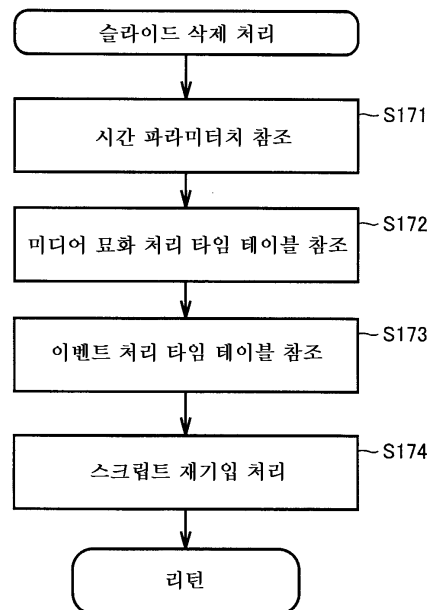 슬라이드 삭제 처리
S171
시간 파라미터치 참조
S172
미디어 묘화 처리 타임 테이블 참조
S173
이벤트 처리 타임 테이블 참조
S174
스크립트 재기입 처리
리턴